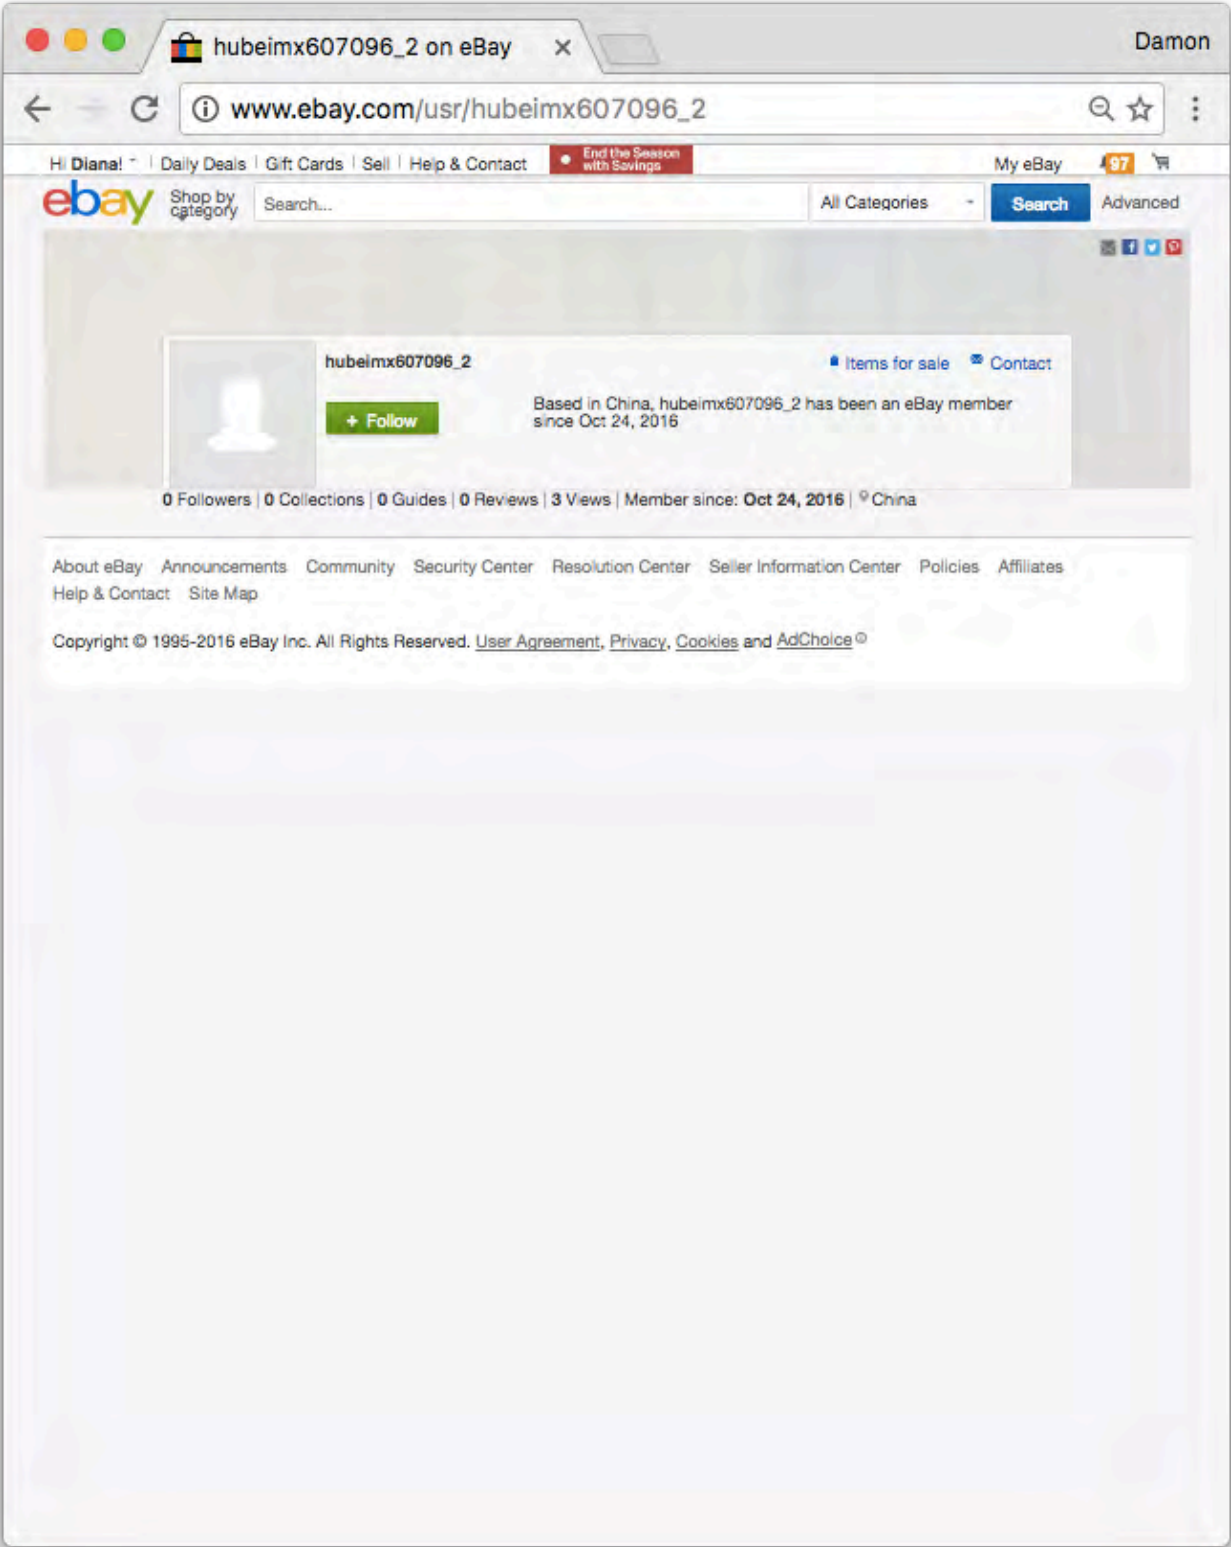 hubeimx607096_2 on eBay
Damon
www.ebay.com/usr/hubeimx607096_2
Hi Diana! | Daily Deals | Gift Cards | Sell | Help & Contact End the Season with Savings My eBay 97
ebay Shop by category Search... All Categories Search Advanced
hubeimx607096_2 Items for sale Contact
+ Follow
Based in China, hubeimx607096_2 has been an eBay member
since Oct 24, 2016
0 Followers | 0 Collections | 0 Guides | 0 Reviews | 3 Views | Member since: Oct 24, 2016 | China
About eBay Announcements Community Security Center Resolution Center Seller Information Center Policies Affiliates
Help & Contact Site Map
Copyright © 1995-2016 eBay Inc. All Rights Reserved. User Agreement, Privacy, Cookies and AdChoice